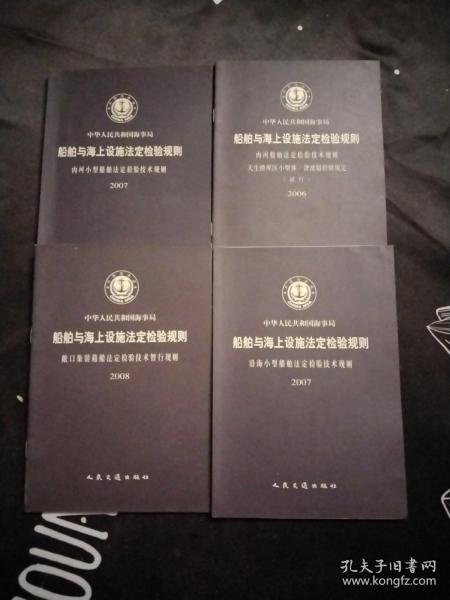 中华人民共和国海事局
船舶与海上设施法定检验规则
内河小型船舶法定检验技术规则
2007
中华人民共和国海事局
船舶与海上设施法定检验规则
内河船舶法定检验技术规则
(试行)
2006
中华人民共和国海事局
船舶与海上设施法定检验规则
敞口集装箱船法定检验技术暂行规则
2008
人民交通出版社
中华人民共和国海事局
船舶与海上设施法定检验规则
沿海小型船舶法定检验技术规则
2007
人民交通出版社
OUN
孔夫子旧书网
www.kongfz.com